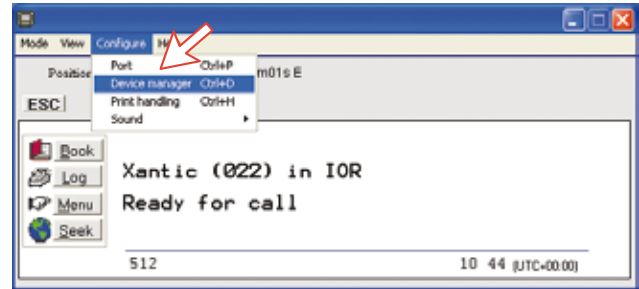 Mode View Configure
Port Ctrl+P
Position m01s E
Device manager Ctrl+D
ESC
Print handling Ctrl+H
Sound
Book
Log
Xantic (022) in IOR
Menu
Ready for call
Seek
512 10 44 (UTC+00:00)